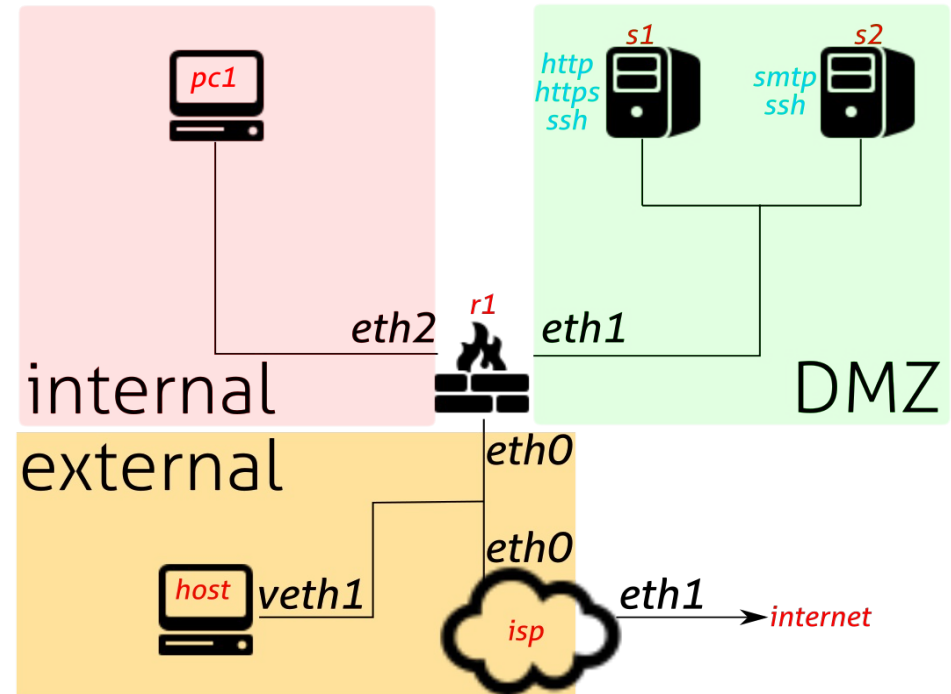 pc1
eth2
internal
s1
http
https
ssh
s2
smtp
ssh
r1
eth1
DMZ
external
eth0
eth0
host
veth1
isp
eth1
internet